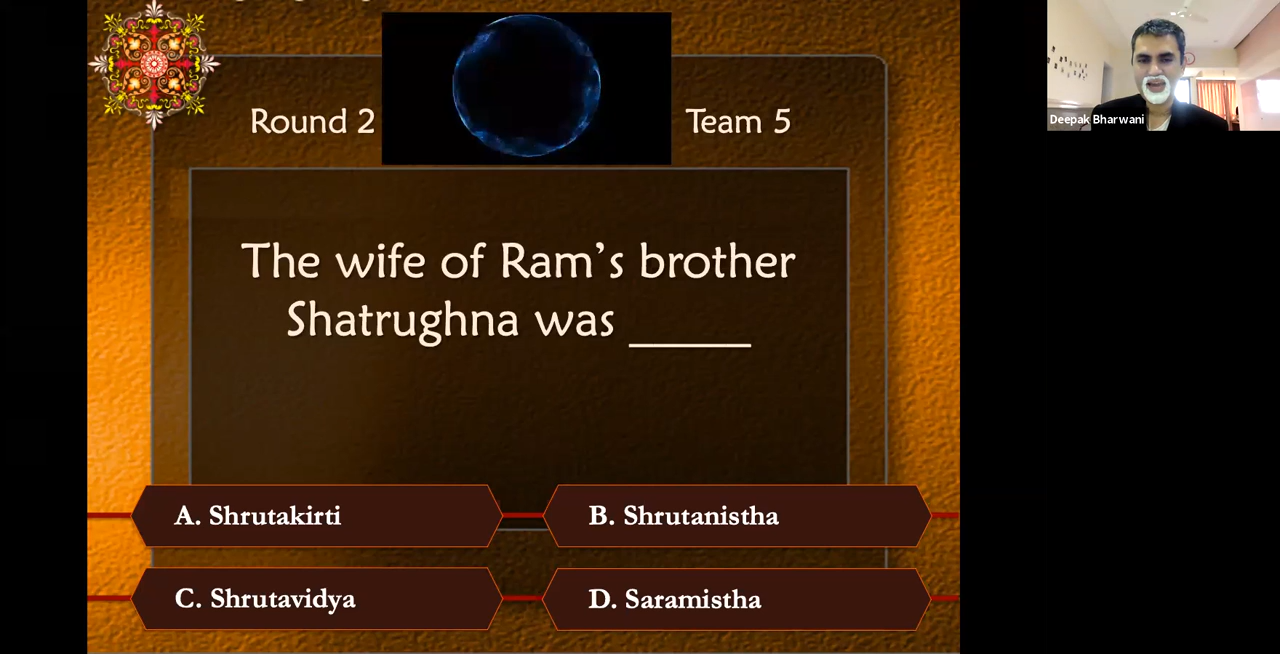 Round 2
Team 5
The wife of Ram’s brother
Shatrughna was _____
A. Shrutakirti
B. Shrutanistha
C. Shrutavidya
D. Saramistha
Deepak Bharwani